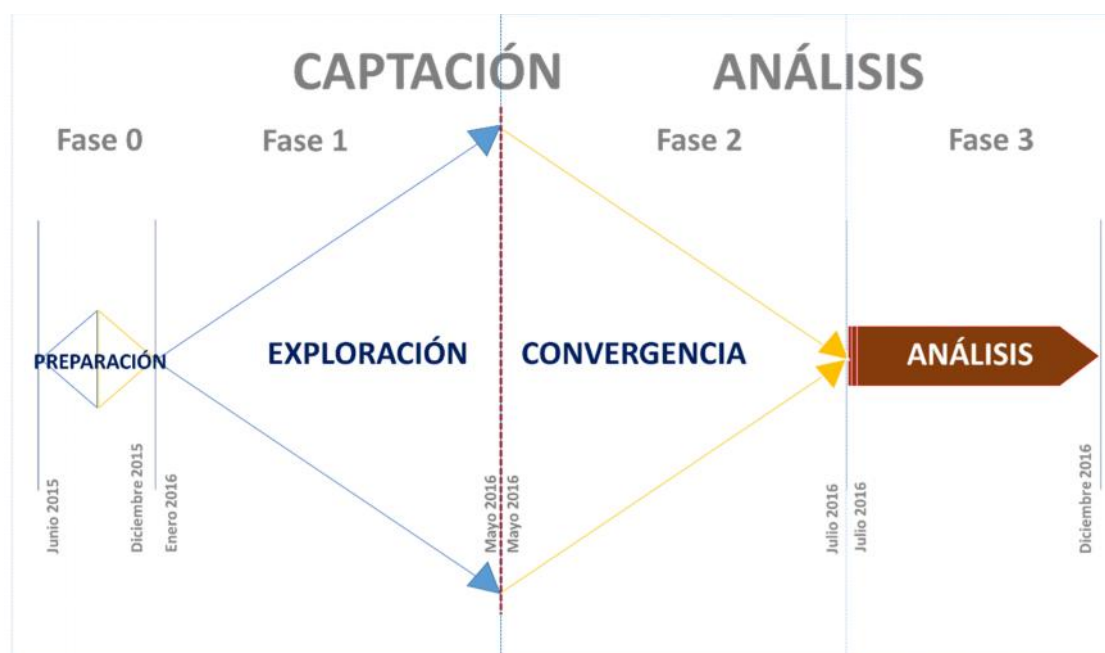 CAPTACIÓN
ANÁLISIS
Fase 0
Fase 1
Fase 2
Fase 3
PREPARACIÓN
EXPLORACIÓN
CONVERGENCIA
ANÁLISIS
Junio 2015
Diciembre 2015
Enero 2016
Mayo 2016
Mayo 2016
Julio 2016
Julio 2016
Diciembre 2016